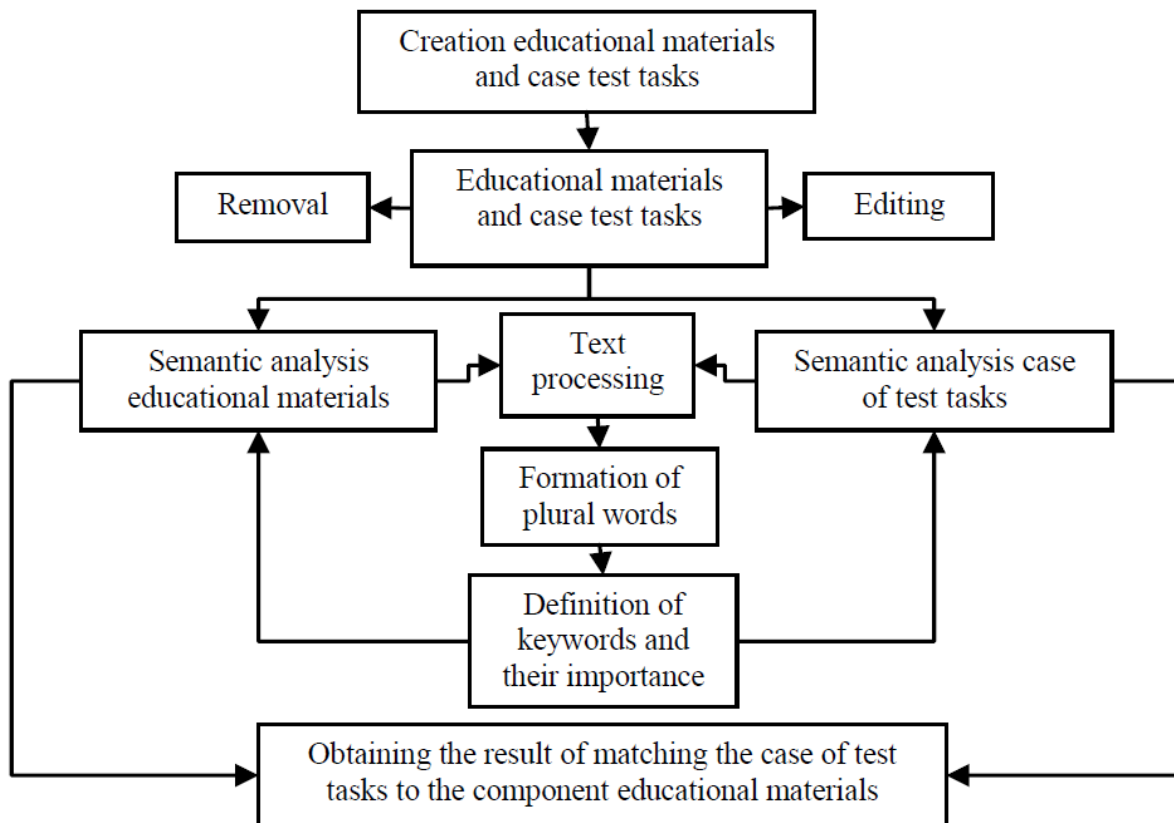 Creation educational materials
and case test tasks
Removal
Educational materials
and case test tasks
Editing
Semantic analysis
educational materials
Text
processing
Semantic analysis case
of test tasks
Formation of
plural words
Definition of
keywords and
their importance
Obtaining the result of matching the case of test
tasks to the component educational materials